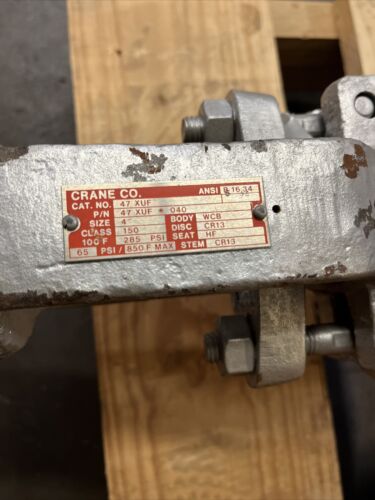 CRANE CO. ANSI B 16.34
CAT. NO. 47 XUF
P/N 47 XUF * 040
SIZE 4" BODY WCB
CLASS 150 DISC CR13
100 F 285 PSI SEAT HF
65 PSI / 850 F MAX STEM CR13